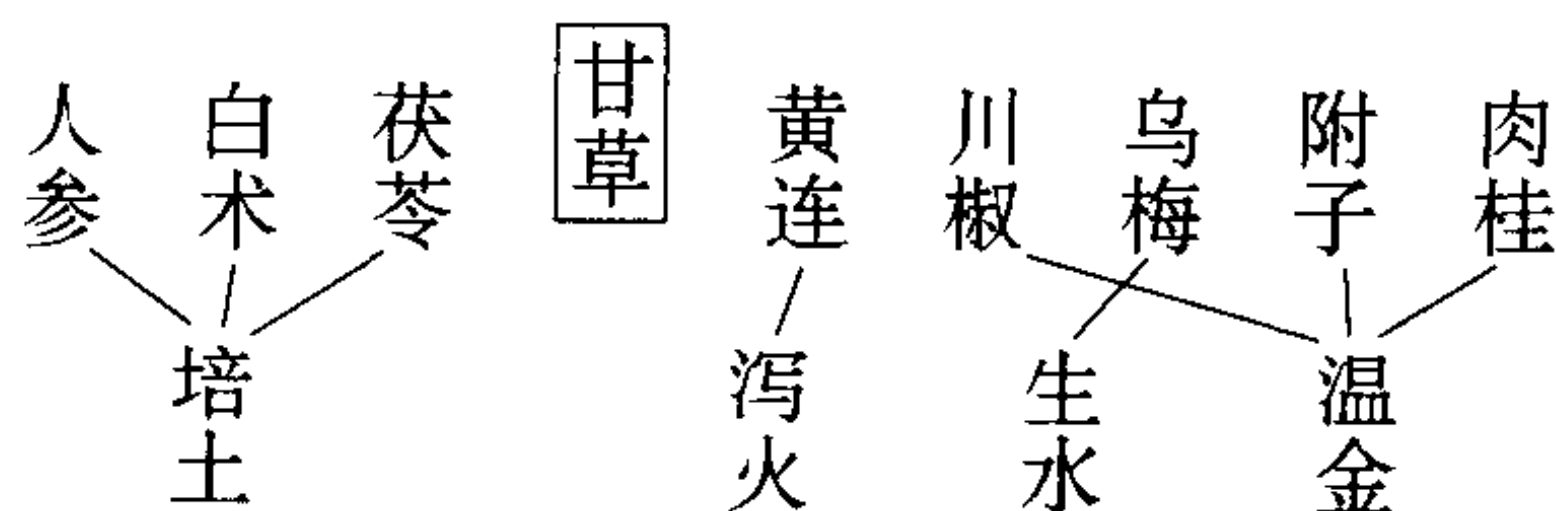 人参
白术
茯苓
甘草
黄连
川椒
乌梅
附子
肉桂
培土
泻火
生水
温金